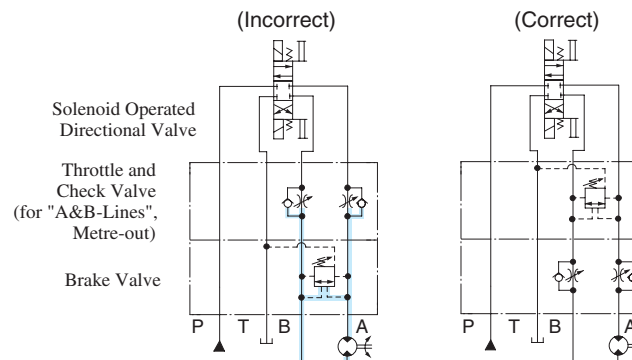 (Incorrect)
(Correct)
Solenoid Operated
Directional Valve
Throttle and
Check Valve
(for "A&B-Lines",
Metre-out)
Brake Valve
P T B A
P T B A